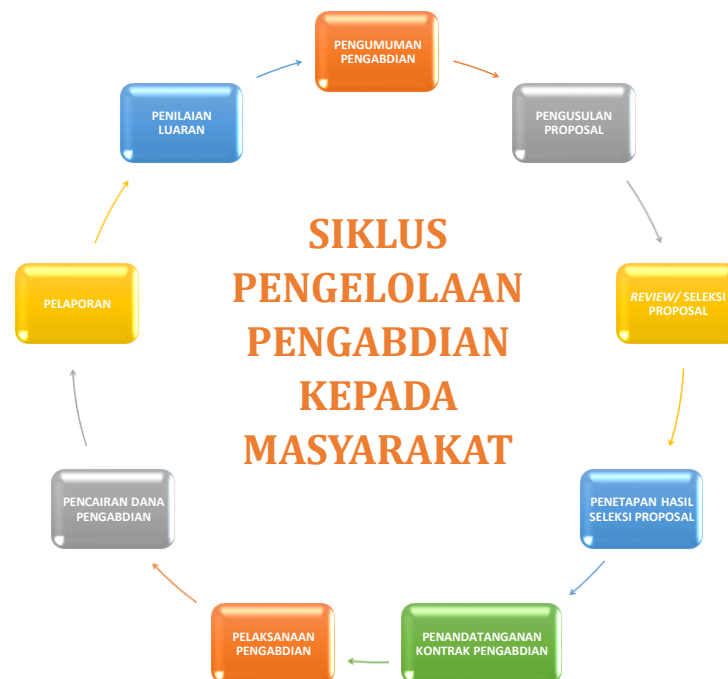 PENGUMUMAN
PENGABDIAN
PENGUSULAN
PROPOSAL
REVIEW/ SELEKSI
PROPOSAL
PENETAPAN HASIL
SELEKSI PROPOSAL
PENANDATANGANAN
KONTRAK PENGABDIAN
PELAKSANAAN
PENGABDIAN
PENCAIRAN DANA
PENGABDIAN
PELAPORAN
PENILAIAN
LUARAN
SIKLUS
PENGELOLAAN
PENGABDIAN
KEPADA
MASYARAKAT